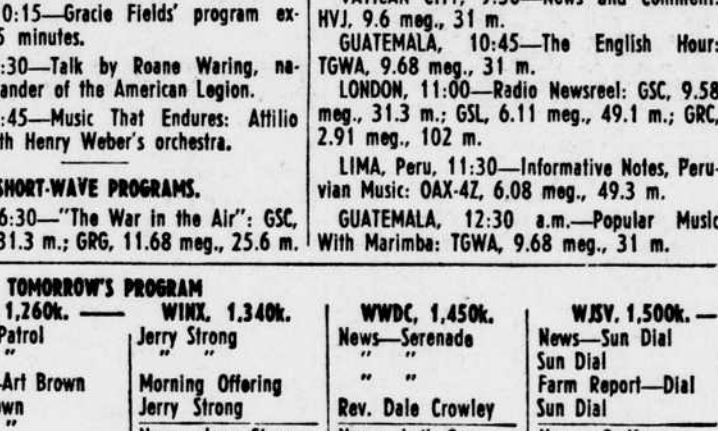 0:15—Gracie Fields' program ex-
5 minutes.
:30—Talk by Roane Waring, na-
ander of the American Legion.
:45—Music That Endures: Attilio
th Henry Weber's orchestra.
SHORT-WAVE PROGRAMS.
6:30—"The War in the Air": GSC,
31.3 m.; GRG, 11.68 meg., 25.6 m.
HVJ, 9.6 meg., 31 m.
GUATEMALA, 10:45—The English Hour:
TGWA, 9.68 meg., 31 m.
LONDON, 11:00—Radio Newsreel: GSC, 9.58
meg., 31.3 m.; GSL, 6.11 meg., 49.1 m.; GRC,
2.91 meg., 102 m.
LIMA, Peru, 11:30—Informative Notes, Peru-
vian Music: OAX-4Z, 6.08 meg., 49.3 m.
GUATEMALA, 12:30 a.m.—Popular Music
With Marimba: TGWA, 9.68 meg., 31 m.
TOMORROW'S PROGRAM
1,260k. —— WINX, 1,340k. WWDC, 1,450k. WJSV, 1,500k. —
Patrol Jerry Strong News—Serenade News—Sun Dial
" " " " " Sun Dial
-Art Brown Morning Offering " " Farm Report—Dial
wn Jerry Strong Rev. Dale Crowley Sun Dial
"